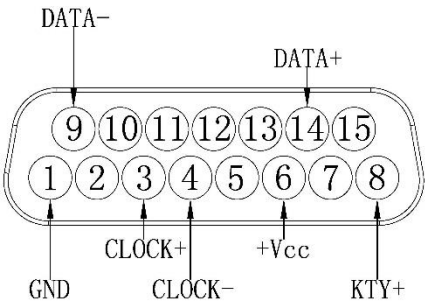 DATA-
DATA+
9 10 11 12 13 14 15
1 2 3 4 5 6 7 8
CLOCK+ +Vcc
GND CLOCK- KTY+